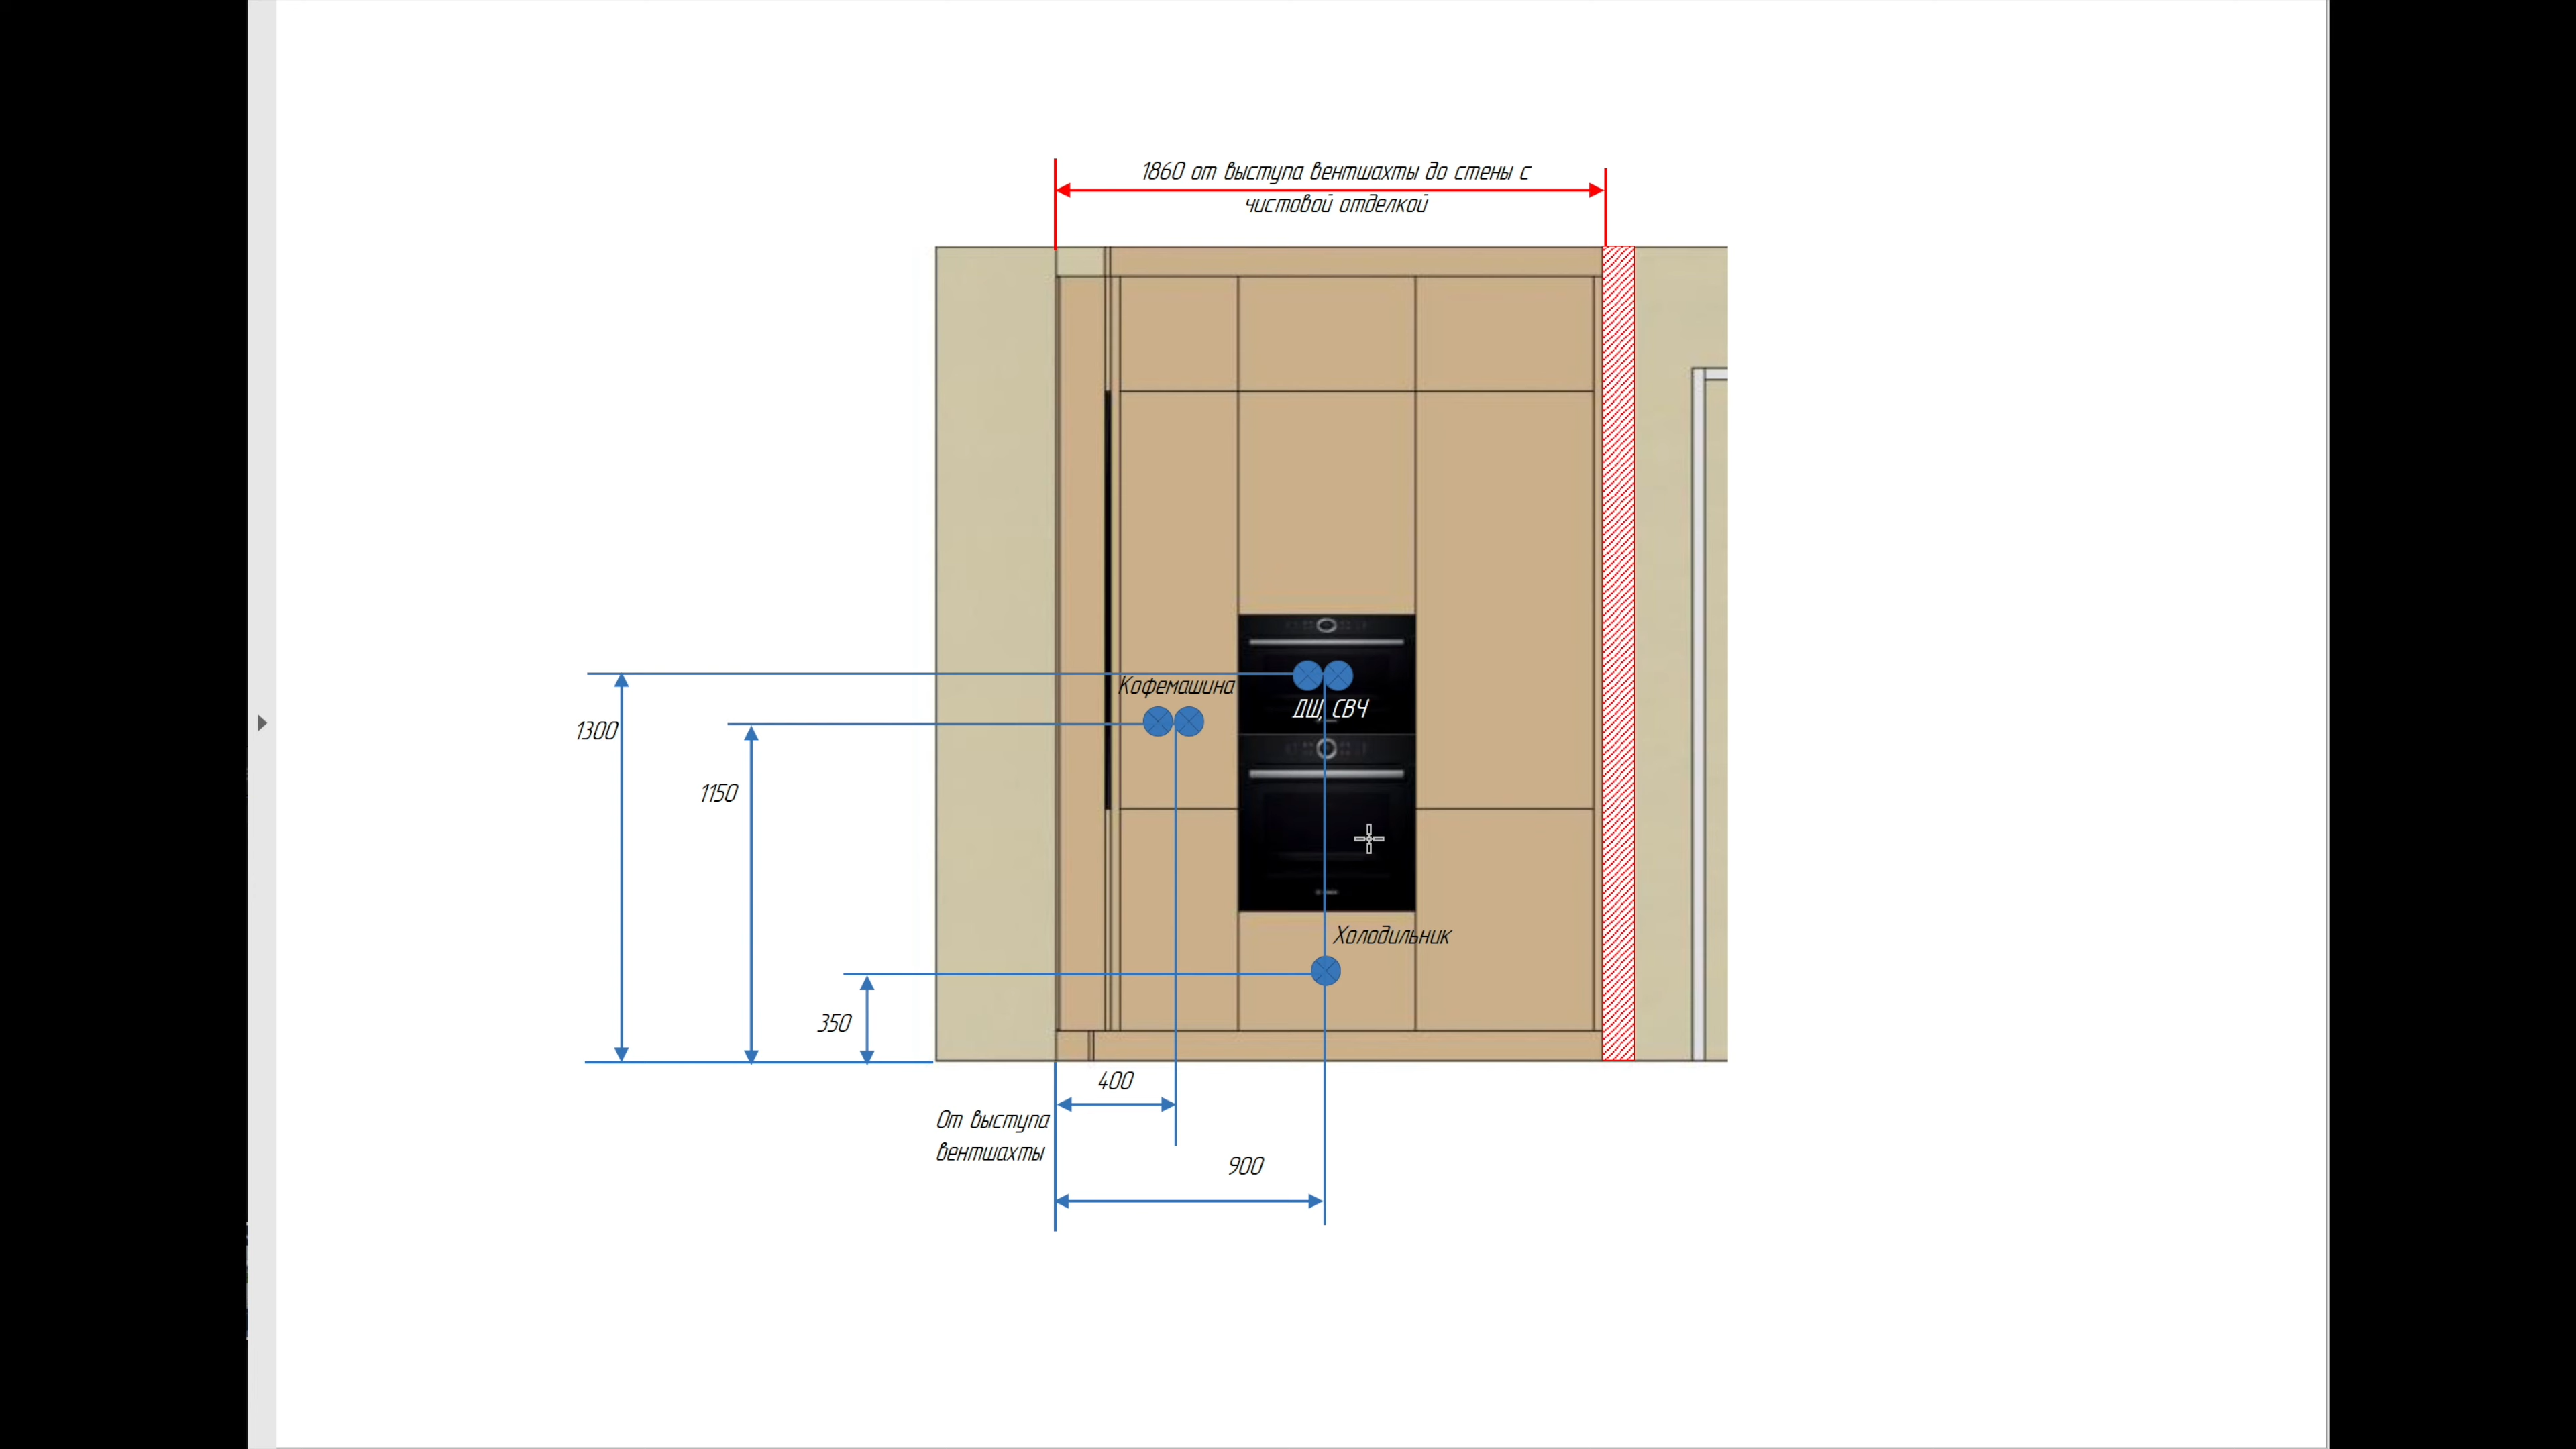 1860 от выступа вентшахты до стены с
чистовой отделкой
Кофемашина
ДШ, СВЧ
1300
1150
Холодильник
350
400
От выступа
вентшахты
900